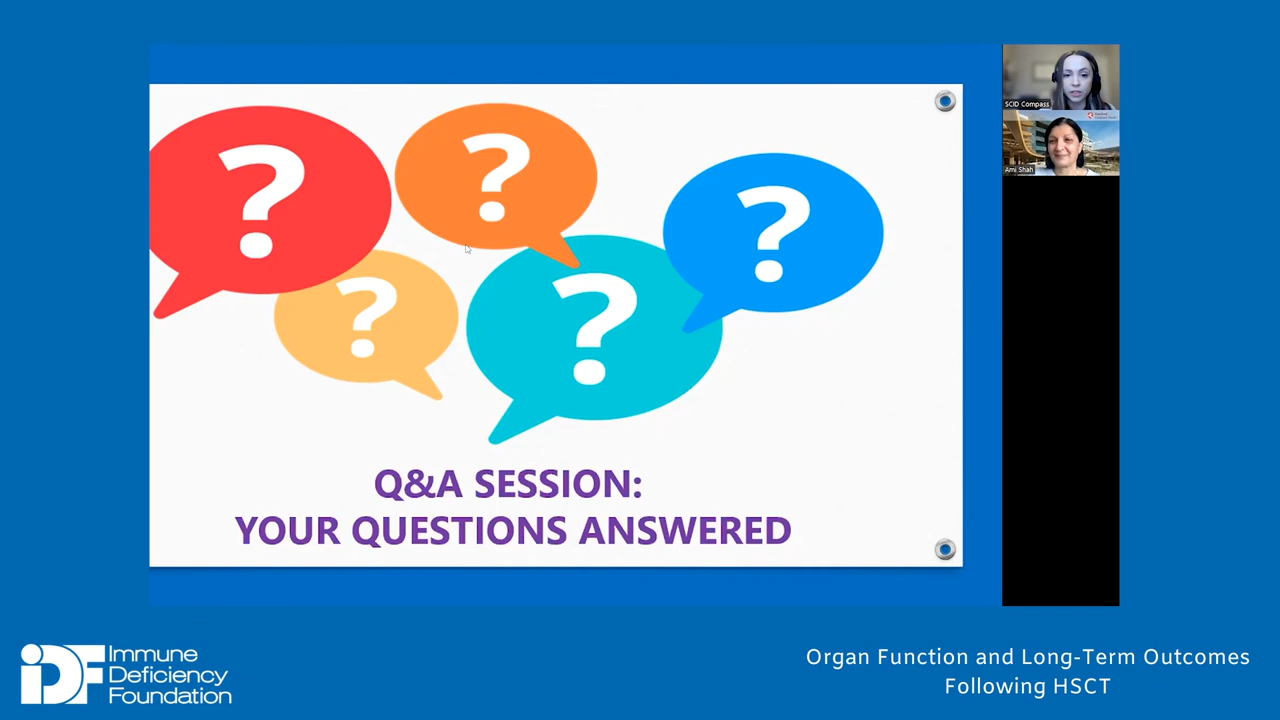 ?
?
?
?
?
Q&A SESSION:
YOUR QUESTIONS ANSWERED
SCID Compass
Ami Shah
IDF Immune
Deficiency
Foundation
Organ Function and Long-Term Outcomes
Following HSCT